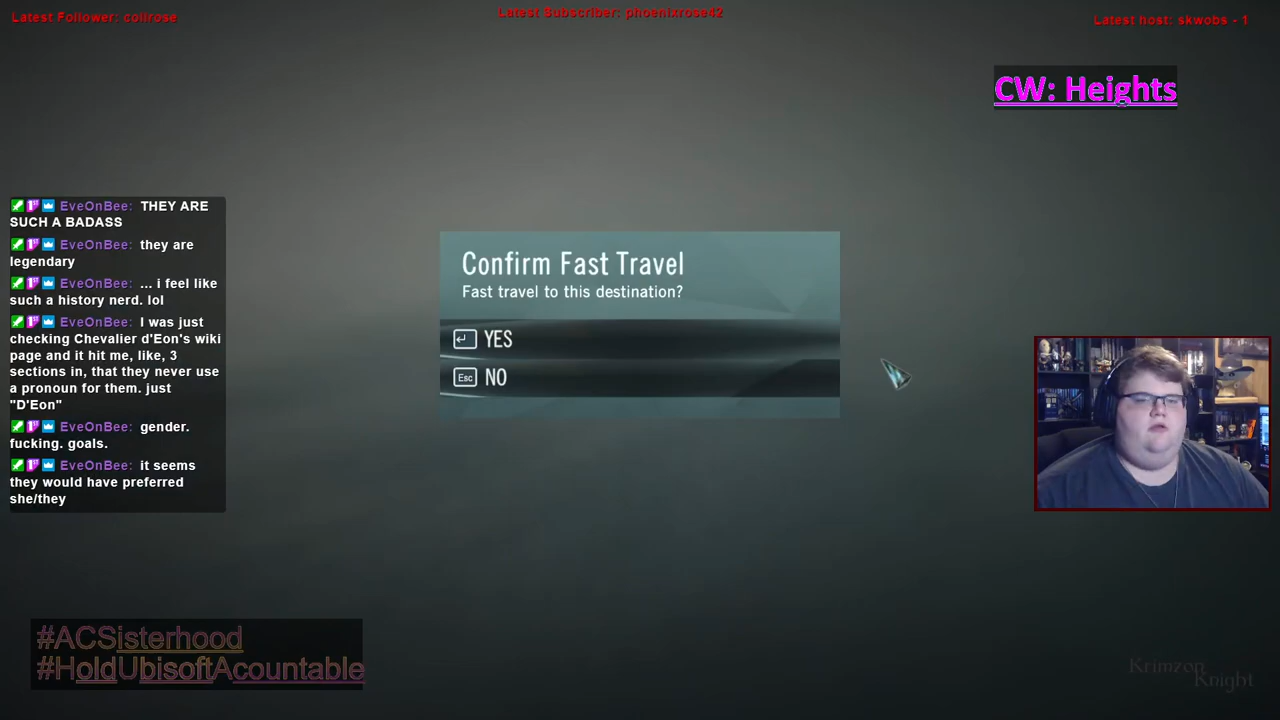 Latest Follower: collrose
Latest Subscriber: phoenixrose42
Latest host: skwobs - 1
CW: Heights
EveOnBee: THEY ARE
SUCH A BADASS
EveOnBee: they are
legendary
EveOnBee: ... i feel like
such a history nerd. lol
EveOnBee: I was just
checking Chevalier d'Eon's wiki
page and it hit me, like, 3
sections in, that they never use
a pronoun for them. just
"D'Eon"
EveOnBee: gender.
fucking. goals.
EveOnBee: it seems
they would have preferred
she/they
Confirm Fast Travel
Fast travel to this destination?
YES
Esc NO
#ACSisterhood
#HoldUbisoftAcountable
Krimzon
Knight